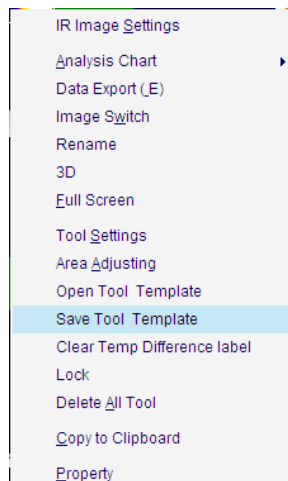 IR Image Settings
Analysis Chart
Data Export (_E)
Image Switch
Rename
3D
Full Screen
Tool Settings
Area Adjusting
Open Tool Template
Save Tool Template
Clear Temp Difference label
Lock
Delete All Tool
Copy to Clipboard
Property